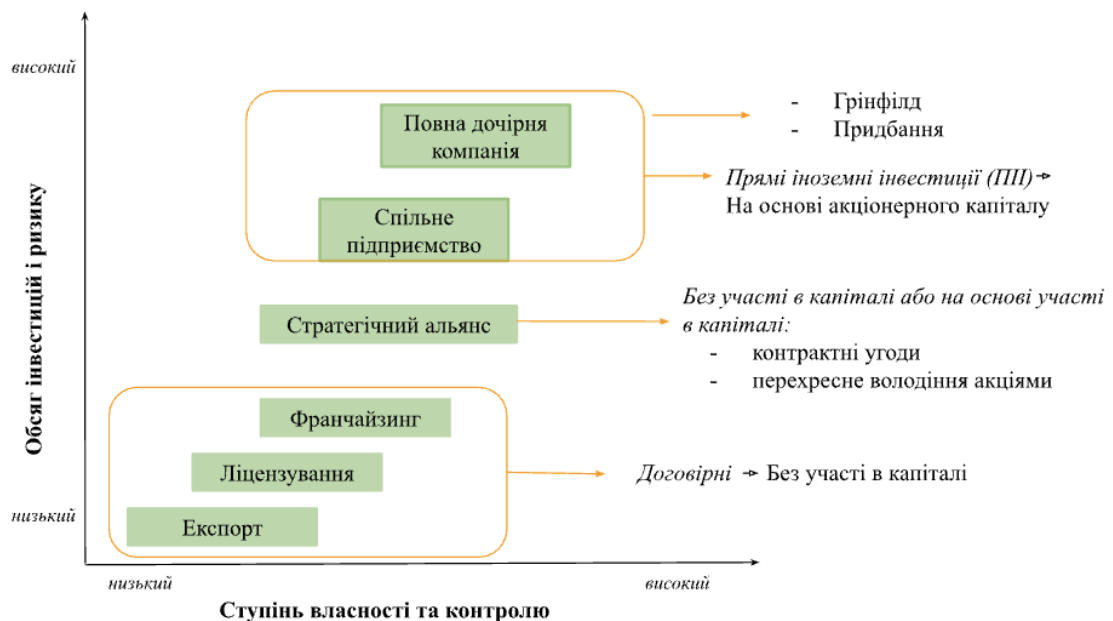 високий
Повна дочірня
компанія
- Грінфілд
- Придбання
Прямі іноземні інвестиції (ПІІ) →
На основі акціонерного капіталу
Спільне
підприємство
Обсяг інвестицій і ризику
Стратегічний альянс
Без участі в капіталі або на основі участі
в капіталі:
- контрактні угоди
- перехресне володіння акціями
Франчайзинг
Ліцензування
Договірні → Без участі в капіталі
низький
Експорт
низький
високий
Ступінь власності та контролю